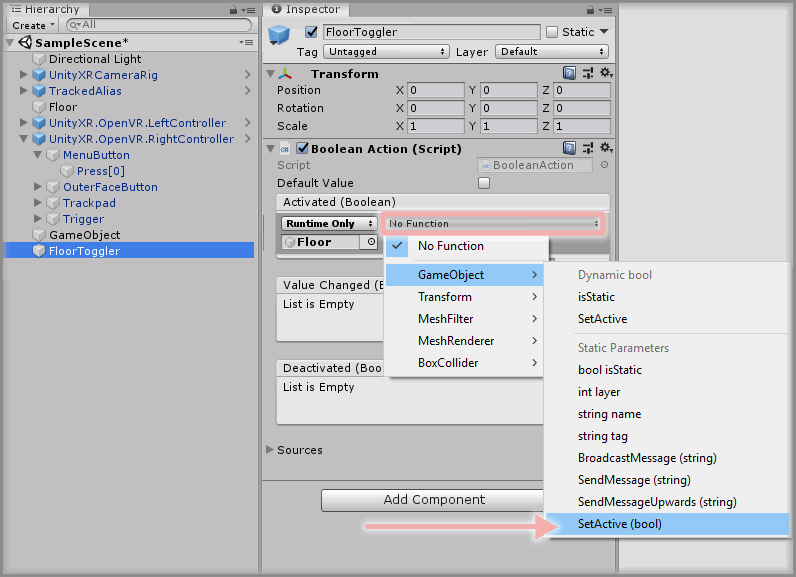 Hierarchy
Create
All
SampleScene*
Directional Light
UnityXRCameraRig
TrackedAlias
Floor
UnityXR.OpenVR.LeftController
UnityXR.OpenVR.RightController
MenuButton
Press[0]
OuterFaceButton
Trackpad
Trigger
GameObject
FloorToggler
Inspector
FloorToggler
Static
Tag Untagged Layer Default
Transform
Position X 0 Y 0 Z 0
Rotation X 0 Y 0 Z 0
Scale X 1 Y 1 Z 1
Boolean Action (Script)
Script BooleanAction
Default Value
Activated (Boolean)
Runtime Only No Function
Floor
Value Changed (
List is Empty
Deactivated (Boo
List is Empty
Sources
Add Component
No Function
GameObject
Transform
MeshFilter
MeshRenderer
BoxCollider
Dynamic bool
isStatic
SetActive
Static Parameters
bool isStatic
int layer
string name
string tag
BroadcastMessage (string)
SendMessage (string)
SendMessageUpwards (string)
SetActive (bool)